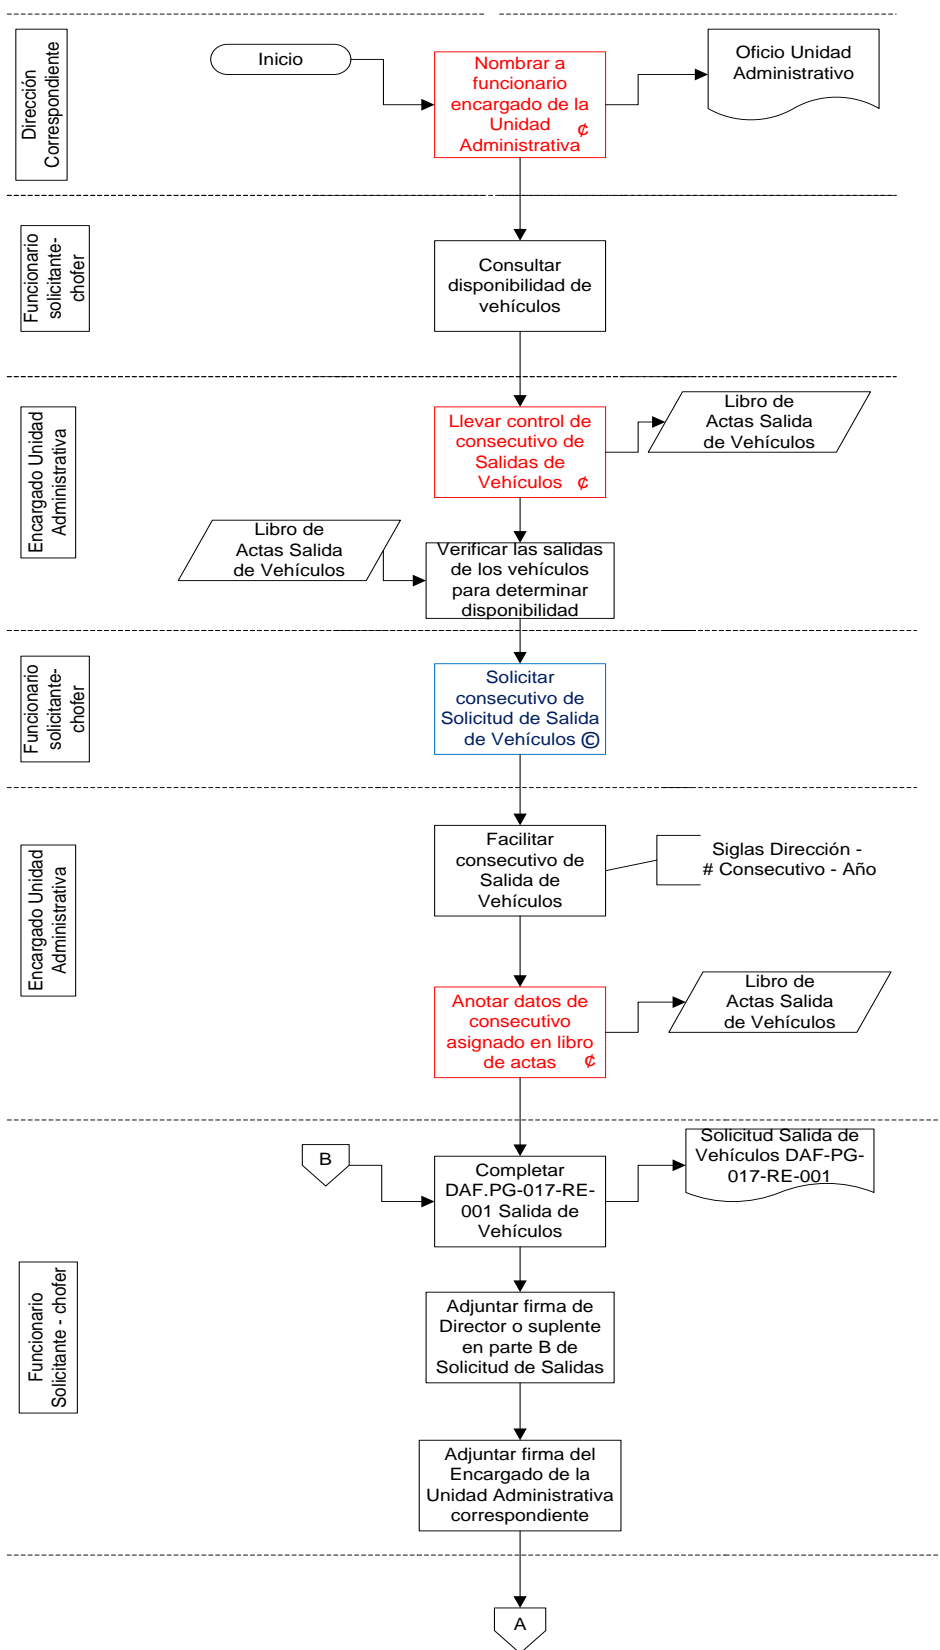 Dirección
Correspondiente
Inicio
Nombrar a
funcionario
encargado de la
Unidad
Administrativa ¢
Oficio Unidad
Administrativo
Funcionario
solicitante-
chofer
Consultar
disponibilidad de
vehículos
Encargado Unidad
Administrativa
Llevar control de
consecutivo de
Salidas de
Vehículos ¢
Libro de
Actas Salida
de Vehículos
Libro de
Actas Salida
de Vehículos
Verificar las salidas
de los vehículos
para determinar
disponibilidad
Funcionario
solicitante-
chofer
Solicitar
consecutivo de
Solicitud de Salida
de Vehículos ©
Encargado Unidad
Administrativa
Facilitar
consecutivo de
Salida de
Vehículos
Siglas Dirección -
# Consecutivo - Año
Anotar datos de
consecutivo
asignado en libro
de actas ¢
Libro de
Actas Salida
de Vehículos
Funcionario
Solicitante - chofer
B
Completar
DAF.PG-017-RE-
001 Salida de
Vehículos
Solicitud Salida de
Vehículos DAF-PG-
017-RE-001
Adjuntar firma de
Director o suplente
en parte B de
Solicitud de Salidas
Adjuntar firma del
Encargado de la
Unidad Administrativa
correspondiente
A